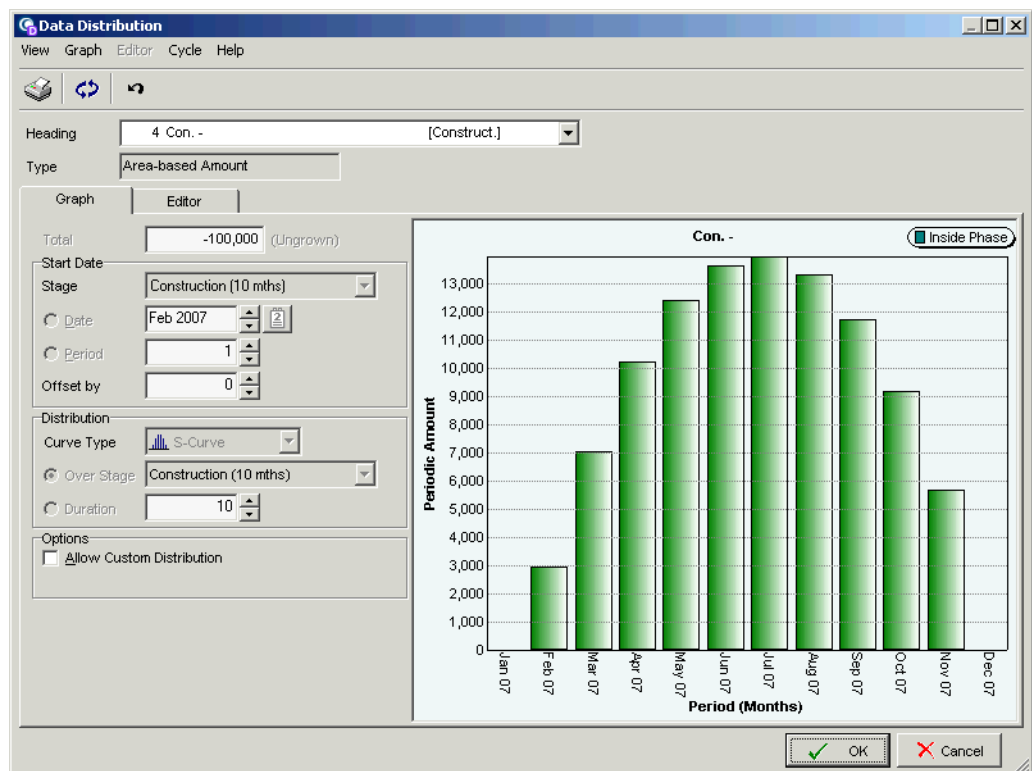 Data Distribution
View Graph Editor Cycle Help
Heading 4 Con. - [Construct.]
Type Area-based Amount
Graph Editor
Total -100,000 (Ungrown)
Start Date
Stage Construction (10 mths)
Date Feb 2007
Period 1
Offset by 0
Distribution
Curve Type S-Curve
Over Stage Construction (10 mths)
Duration 10
Options
Allow Custom Distribution
Con. -
Inside Phase
Periodic Amount
13,000
12,000
11,000
10,000
9,000
8,000
7,000
6,000
5,000
4,000
3,000
2,000
1,000
0
Jan 07 Feb 07 Mar 07 Apr 07 May 07 Jun 07 Jul 07 Aug 07 Sep 07 Oct 07 Nov 07 Dec 07
Period (Months)
OK Cancel